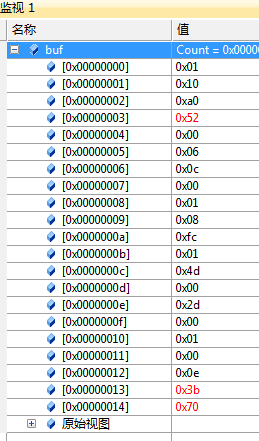 监视 1
名称 值
buf Count = 0x0000
[0x00000000] 0x01
[0x00000001] 0x10
[0x00000002] 0xa0
[0x00000003] 0x52
[0x00000004] 0x00
[0x00000005] 0x06
[0x00000006] 0x0c
[0x00000007] 0x00
[0x00000008] 0x01
[0x00000009] 0x08
[0x0000000a] 0xfc
[0x0000000b] 0x01
[0x0000000c] 0x4d
[0x0000000d] 0x00
[0x0000000e] 0x2d
[0x0000000f] 0x00
[0x00000010] 0x01
[0x00000011] 0x00
[0x00000012] 0x0e
[0x00000013] 0x3b
[0x00000014] 0x70
原始视图